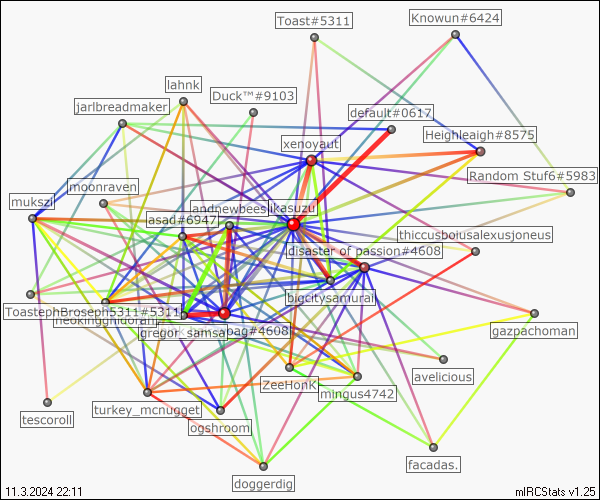 Toast#5311
Knowun#6424
lahnk
Duck™#9103
jarlbreadmaker
default#0617
Heighleaigh#8575
xenoyaut
Random Stuf6#5983
moonraven
mukszi
andnewbees
ikasuzu
asad#6947
thiccusboiusalexusjoneus
disaster of passion#4608
bigcitysamurai
ToastephBroseph5311#5311
gregor_samsa
bag#4608
gazpachoman
avelicious
ZeeHonK
mingus4742
turkey_mcnugget
tescoroll
ogshroom
facadas.
doggerdig
11.3.2024 22:11
mIRCStats v1.25